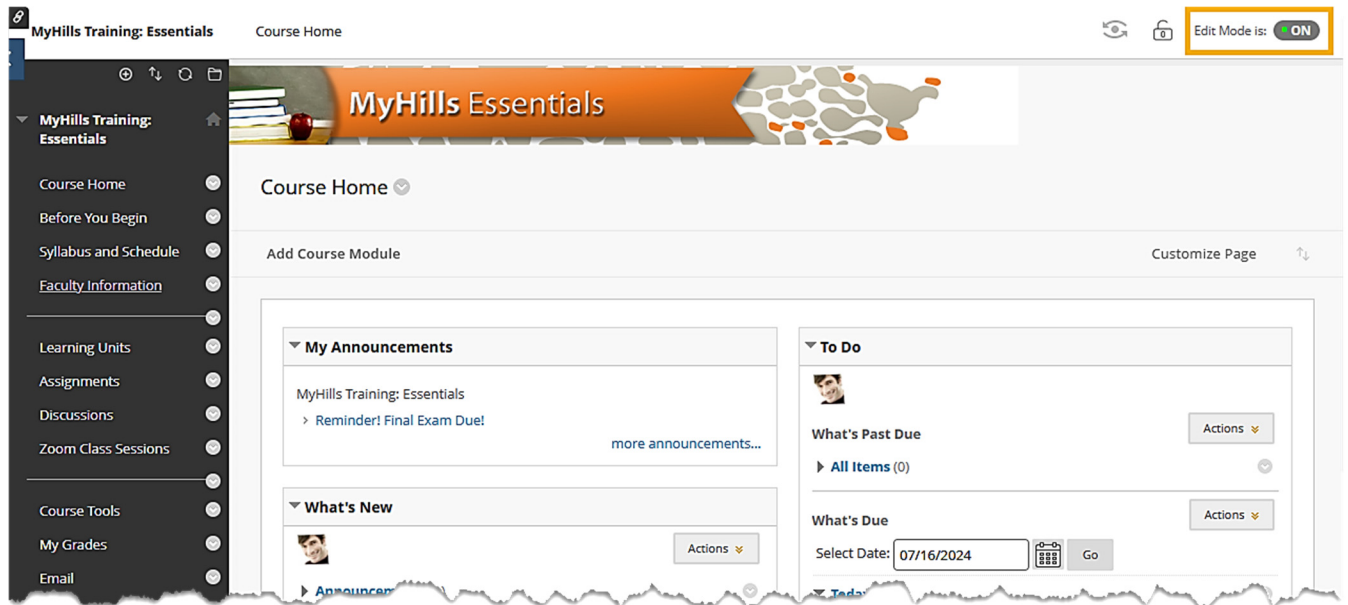 MyHills Training: Essentials
Course Home
Edit Mode is: ON
MyHills Essentials
MyHills Training:
Essentials
Course Home
Before You Begin
Syllabus and Schedule
Faculty Information
Learning Units
Assignments
Discussions
Zoom Class Sessions
Course Tools
My Grades
Email
Course Home
Add Course Module
Customize Page
My Announcements
MyHills Training: Essentials
> Reminder! Final Exam Due!
more announcements...
What's New
Actions
To Do
What's Past Due
Actions
All Items (0)
What's Due
Actions
Select Date: 07/16/2024 Go